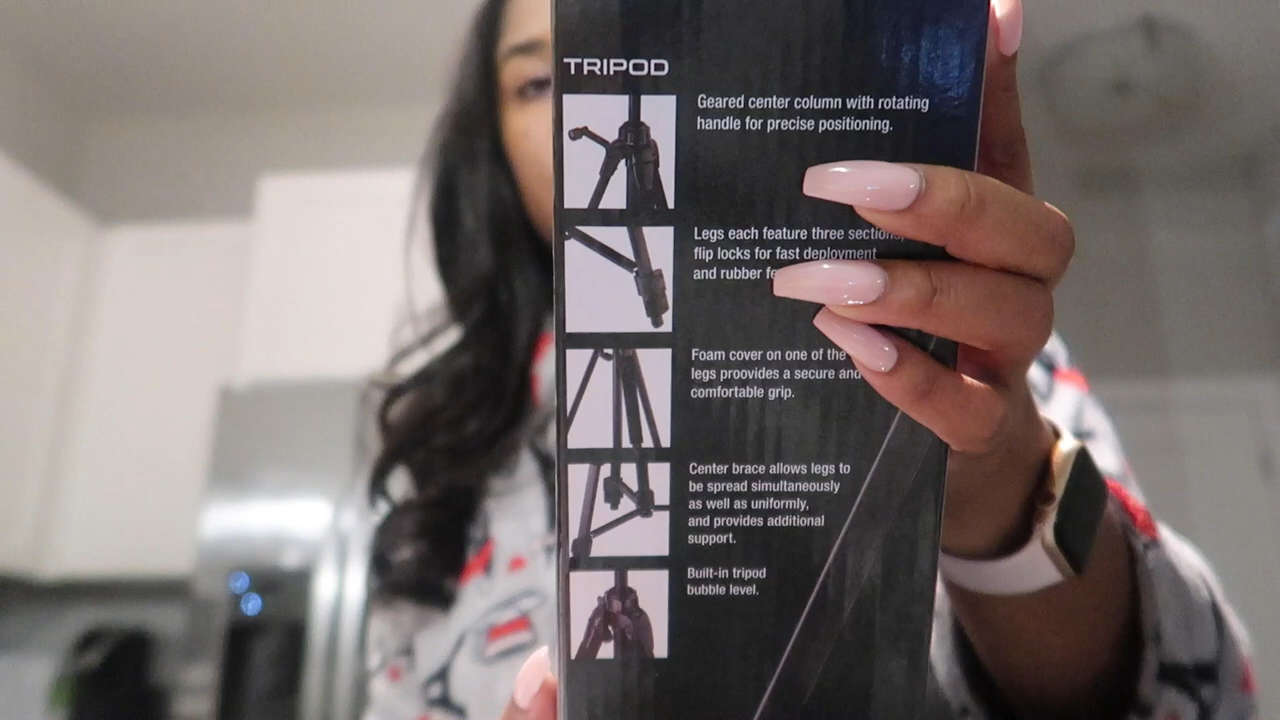 TRIPOD
Geared center column with rotating
handle for precise positioning.
Legs each feature three sections,
flip locks for fast deployment
and rubber
Foam cover on one of the
legs proovides a secure and
comfortable grip.
Center brace allows legs to
be spread simultaneously
as well as uniformly,
and provides additional
support.
Built-in tripod
bubble level.